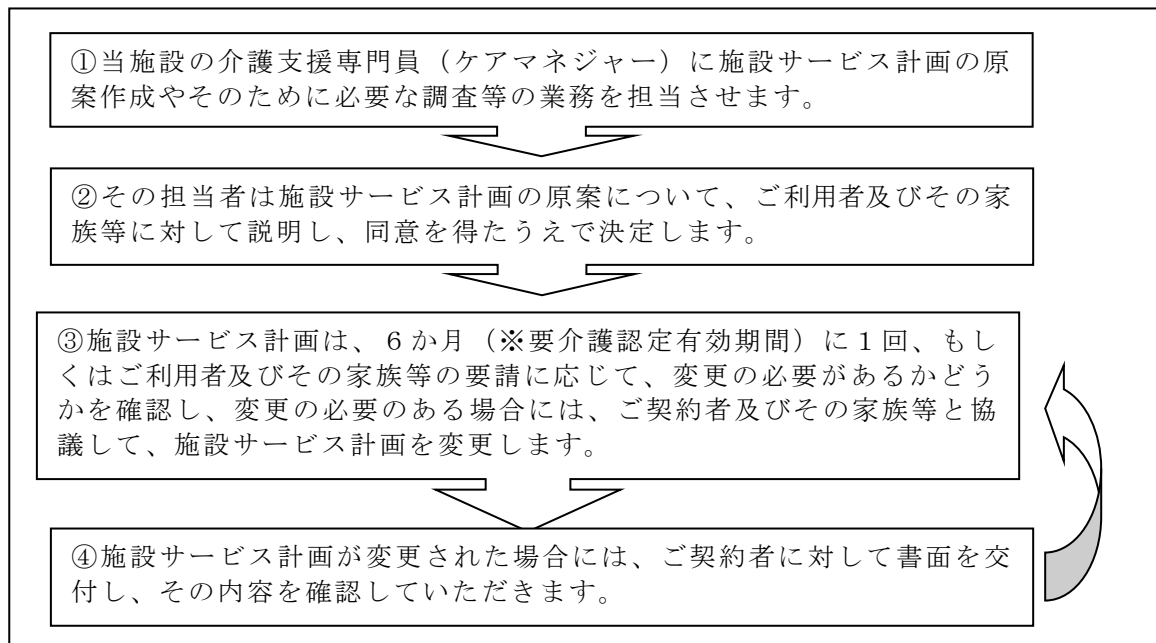 ①当施設の介護支援専門員（ケアマネジャー）に施設サービス計画の原
案作成やそのために必要な調査等の業務を担当させます。
②その担当者は施設サービス計画の原案について、ご利用者及びその家
族等に対して説明し、同意を得たうえで決定します。
③施設サービス計画は、６か月（※要介護認定有効期間）に１回、もし
くはご利用者及びその家族等の要請に応じて、変更の必要があるかどう
かを確認し、変更の必要のある場合には、ご契約者及びその家族等と協
議して、施設サービス計画を変更します。
④施設サービス計画が変更された場合には、ご契約者に対して書面を交
付し、その内容を確認していただきます。